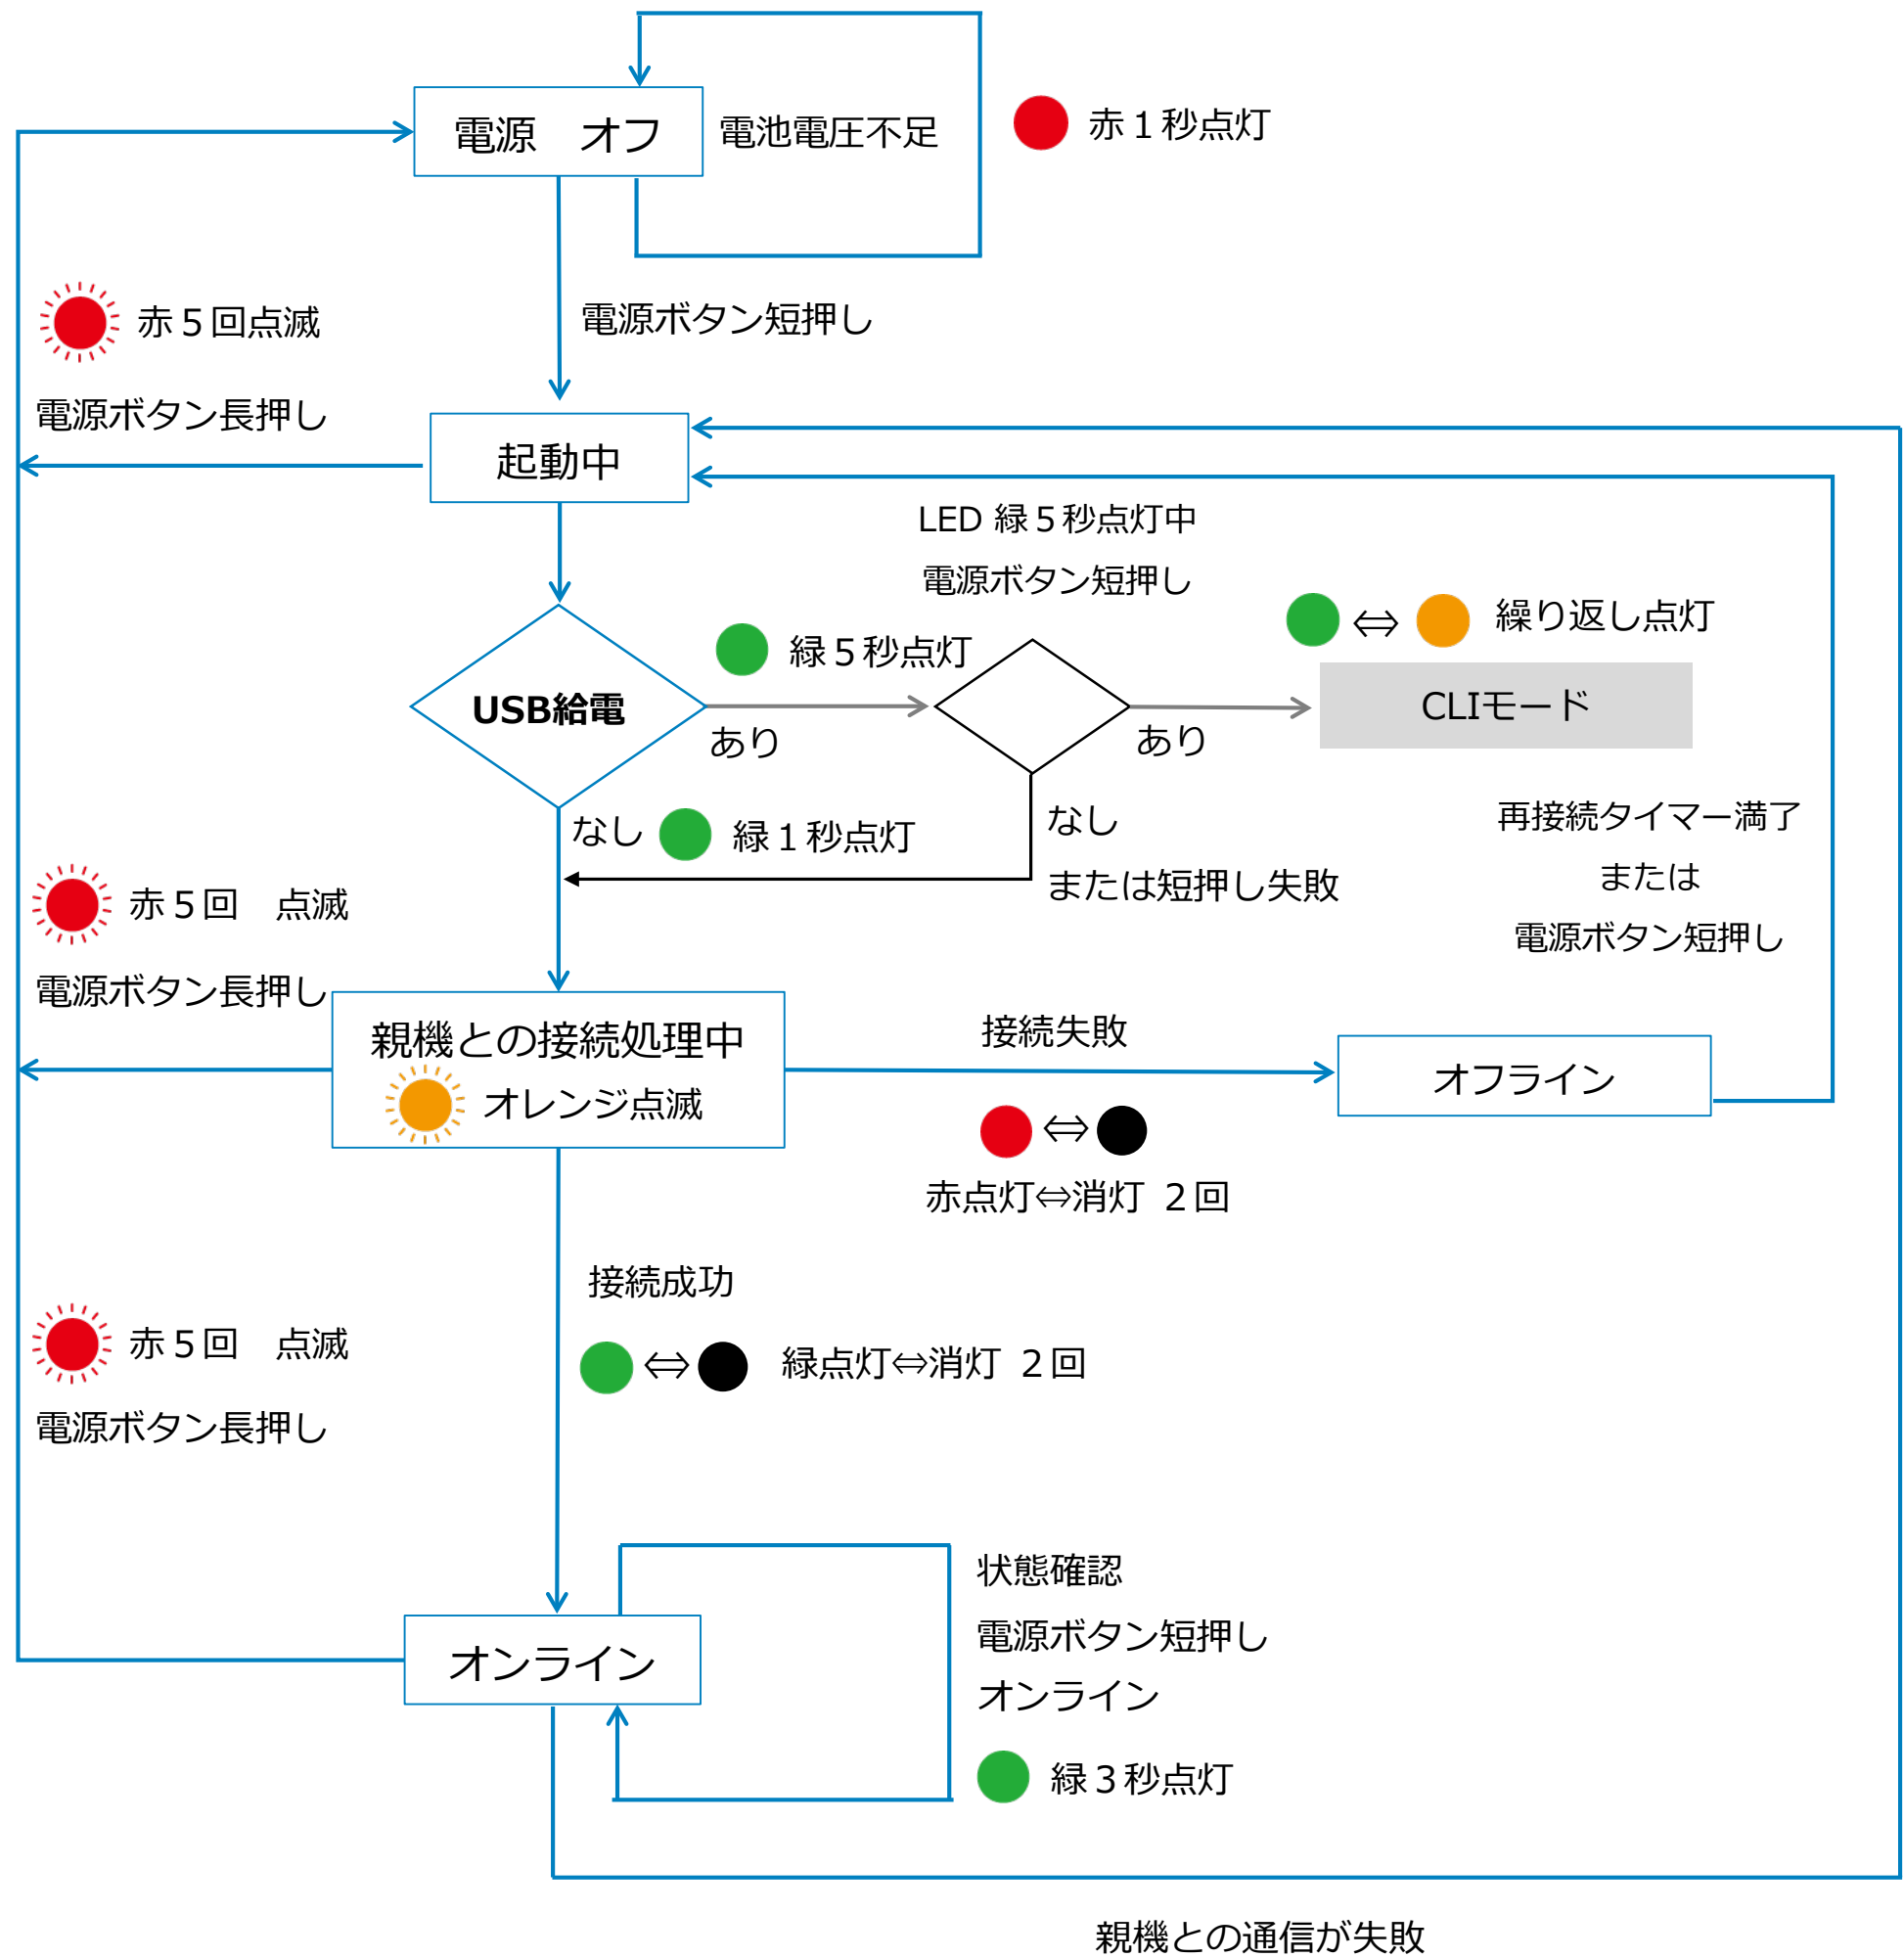 電源　オフ
電池電圧不足
赤１秒点灯
赤５回点滅
電源ボタン短押し
電源ボタン長押し
起動中
LED 緑５秒点灯中
電源ボタン短押し
緑５秒点灯
⇔
繰り返し点灯
USB給電
あり
あり
CLIモード
なし
緑１秒点灯
なし
または短押し失敗
再接続タイマー満了
または
電源ボタン短押し
赤５回　点滅
電源ボタン長押し
親機との接続処理中
オレンジ点滅
接続失敗
オフライン
⇔
赤点灯⇔消灯 ２回
接続成功
赤５回　点滅
⇔
緑点灯⇔消灯 ２回
電源ボタン長押し
状態確認
電源ボタン短押し
オンライン
オンライン
緑３秒点灯
親機との通信が失敗